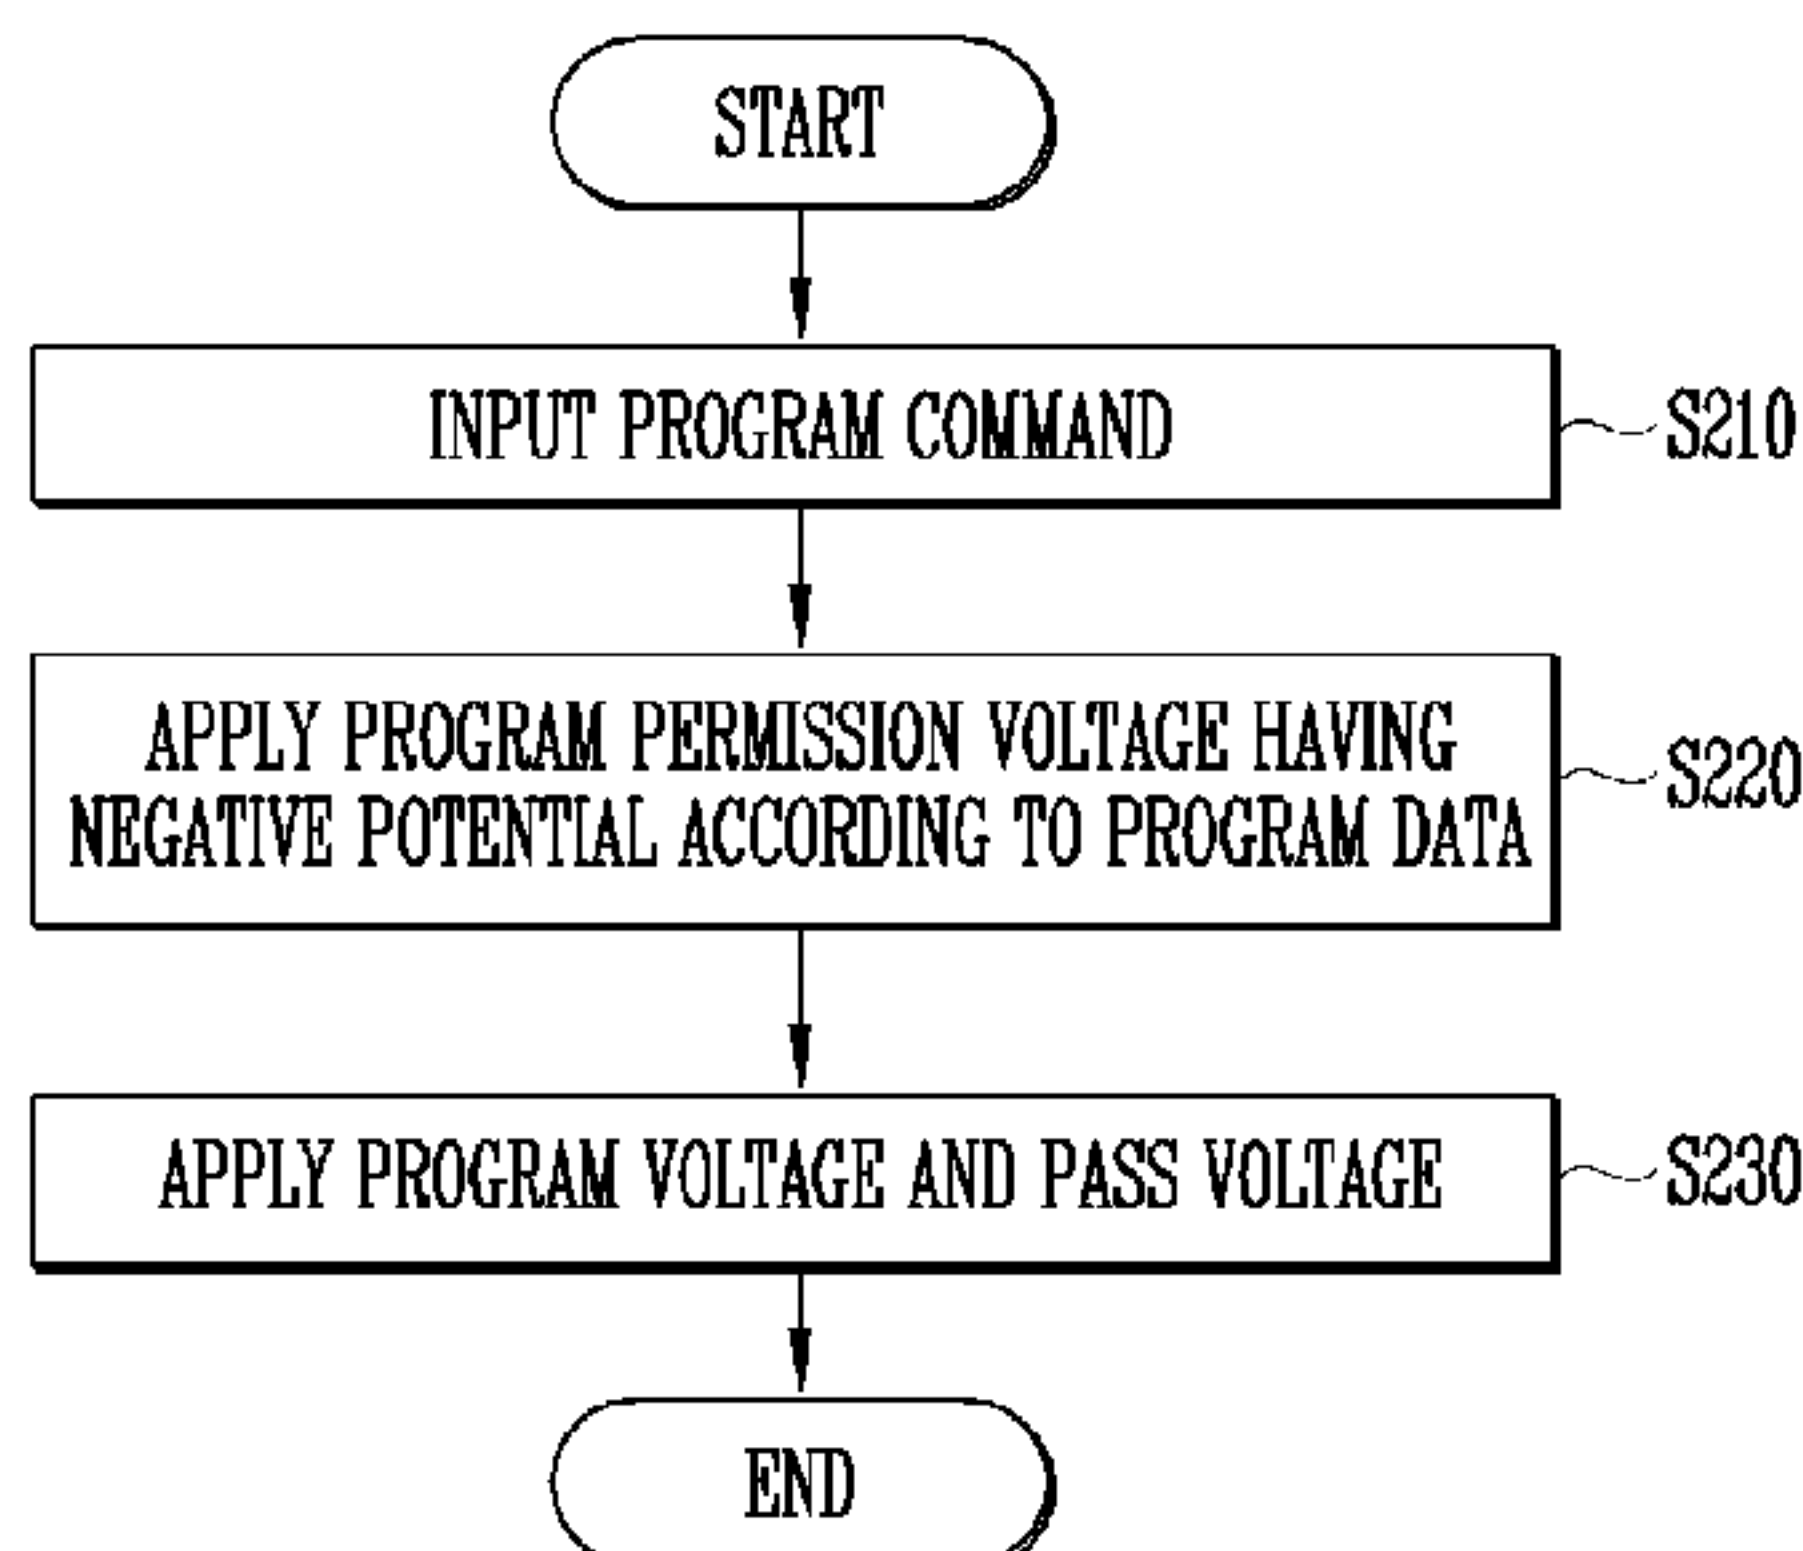 START
INPUT PROGRAM COMMAND
S210
APPLY PROGRAM PERMISSION VOLTAGE HAVING
NEGATIVE POTENTIAL ACCORDING TO PROGRAM DATA
S220
APPLY PROGRAM VOLTAGE AND PASS VOLTAGE
S230
END